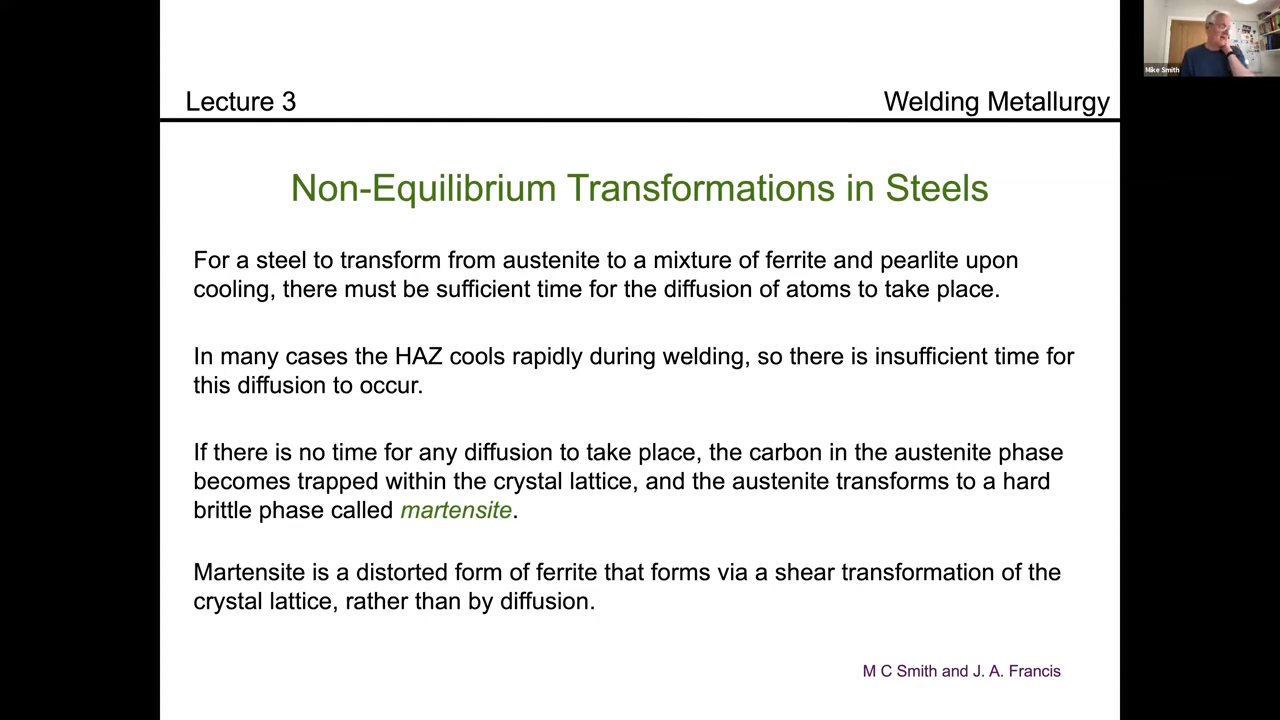 Lecture 3
Welding Metallurgy
Mike Smith
Non-Equilibrium Transformations in Steels
For a steel to transform from austenite to a mixture of ferrite and pearlite upon
cooling, there must be sufficient time for the diffusion of atoms to take place.
In many cases the HAZ cools rapidly during welding, so there is insufficient time for
this diffusion to occur.
If there is no time for any diffusion to take place, the carbon in the austenite phase
becomes trapped within the crystal lattice, and the austenite transforms to a hard
brittle phase called martensite.
Martensite is a distorted form of ferrite that forms via a shear transformation of the
crystal lattice, rather than by diffusion.
M C Smith and J. A. Francis